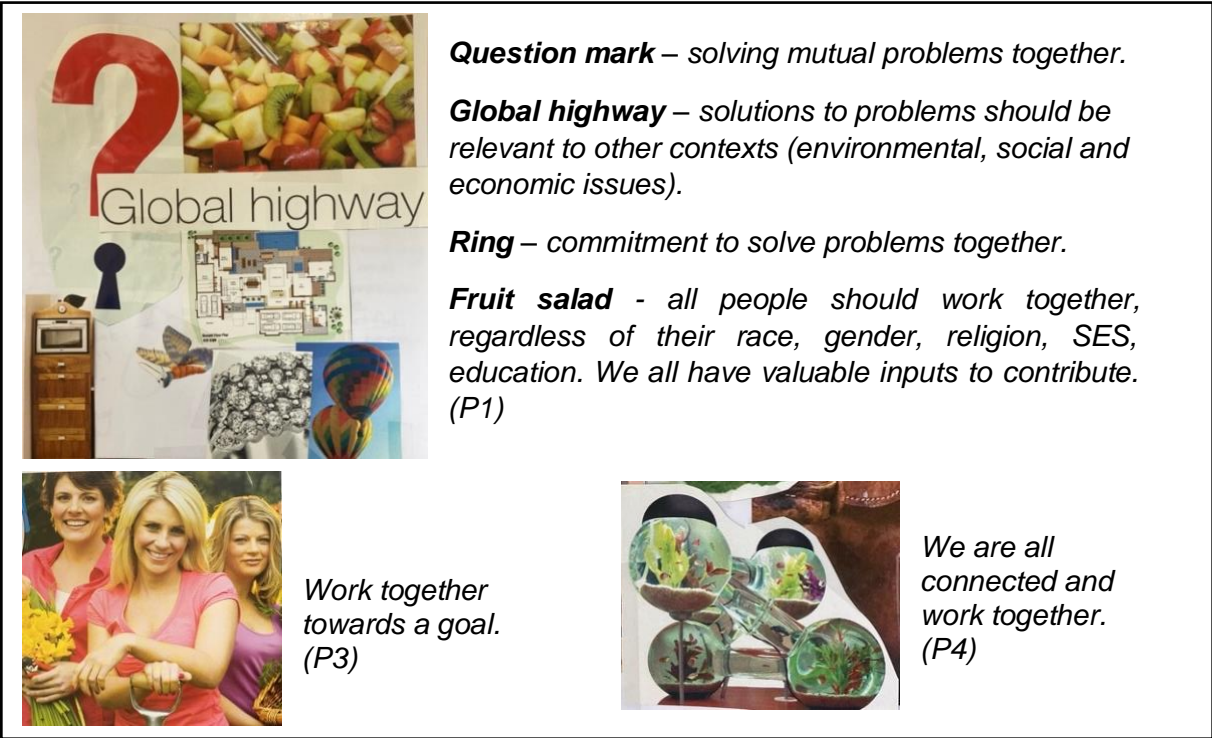 ?
Global highway
Question mark – solving mutual problems together.
Global highway – solutions to problems should be
relevant to other contexts (environmental, social and
economic issues).
Ring – commitment to solve problems together.
Fruit salad - all people should work together,
regardless of their race, gender, religion, SES,
education. We all have valuable inputs to contribute.
(P1)
Work together
towards a goal.
(P3)
We are all
connected and
work together.
(P4)